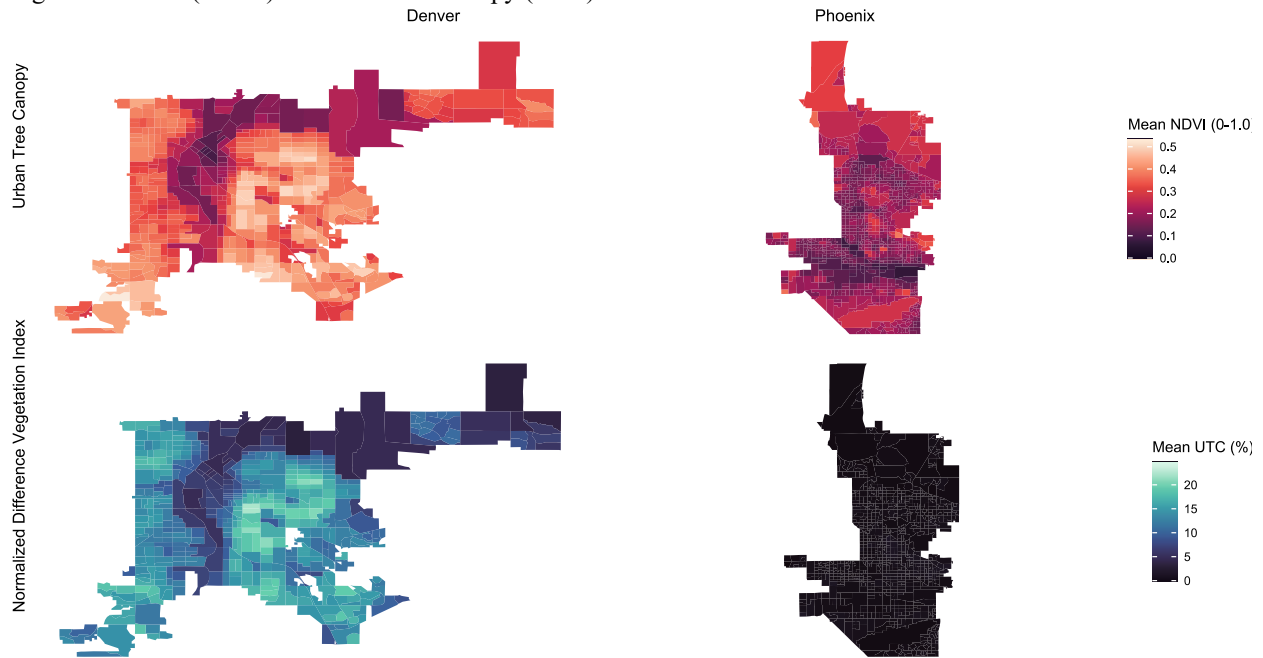 Denver
Phoenix
Urban Tree Canopy
Mean NDVI (0-1.0
0.5
0.4
0.3
0.2
0.1
0.0
Normalized Difference Vegetation Index
Mean UTC (%)
20
15
10
5
0